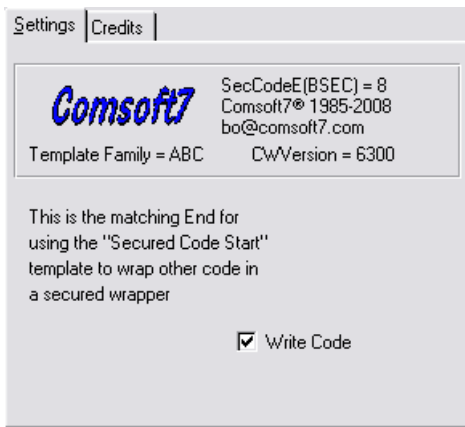 Settings
Credits
Comsoft7
SecCodeE(BSEC) = 8
Comsoft7® 1985-2008
bo@comsoft7.com
Template Family = ABC
CWVersion = 6300
This is the matching End for
using the "Secured Code Start"
template to wrap other code in
a secured wrapper
Write Code